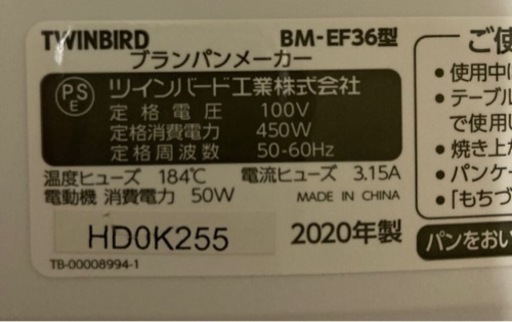 TWINBIRD BM-EF36型
ブランパンメーカー
PS
E
ツインバード工業株式会社
定格電圧 100V
定格消費電力 450W
定格周波数 50-60Hz
温度ヒューズ 184℃ 電流ヒューズ 3.15A
電動機 消費電力 50W MADE IN CHINA
HD0K255 2020年製
TB-00008994-1
ご使
●使用中に
●テーブル
で使用し
●焼き上が
●パンケー
●「もちつ
パンをおい